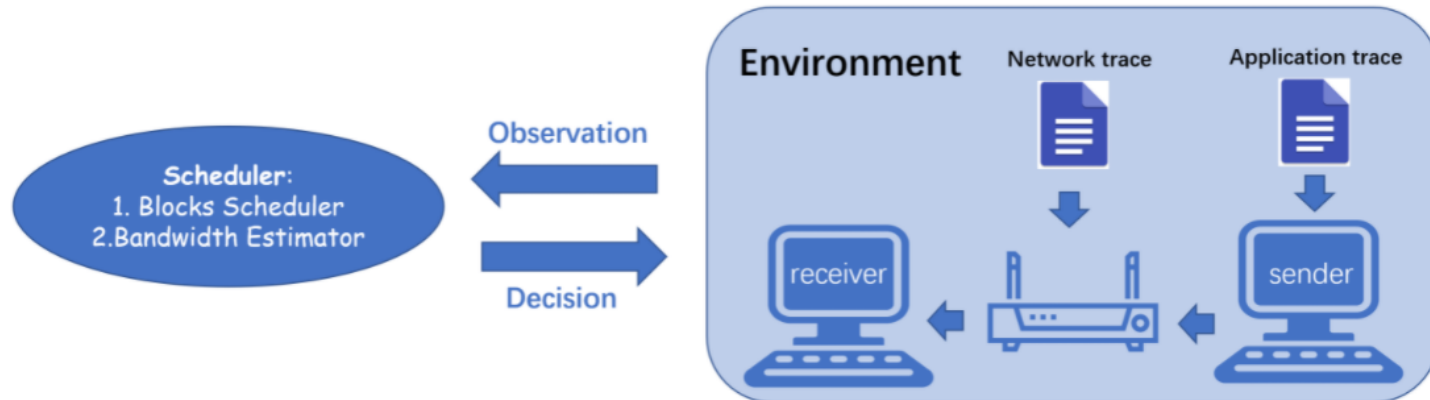 Scheduler:
1. Blocks Scheduler
2.Bandwidth Estimator
Observation
Decision
Environment
Network trace
Application trace
receiver
sender